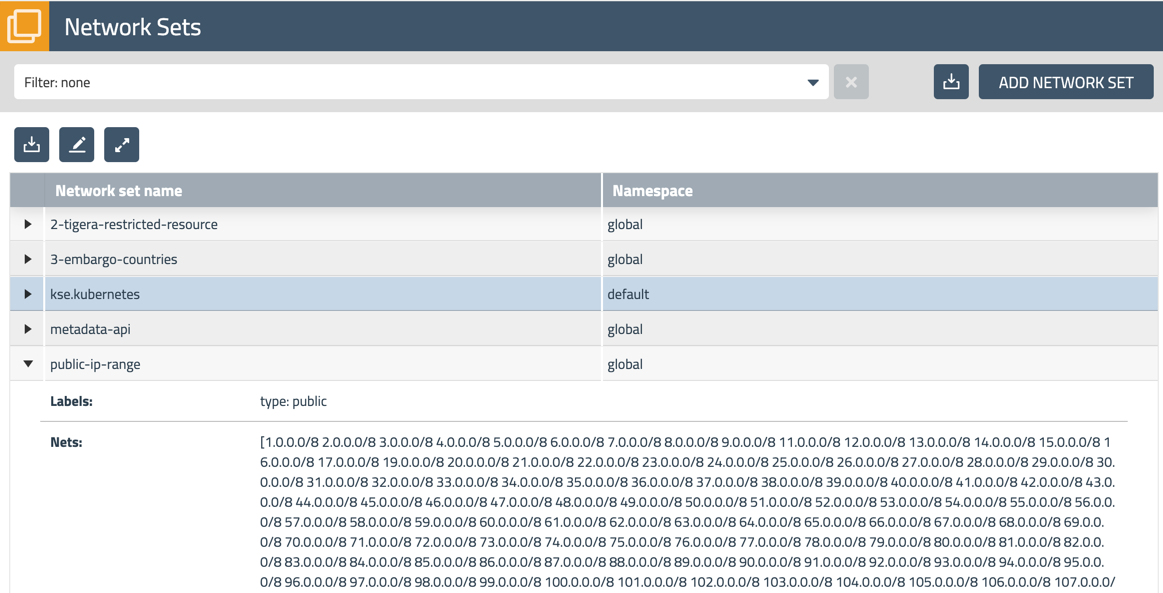 Network Sets
Filter: none
ADD NETWORK SET
Network set name Namespace
2-tigera-restricted-resource global
3-embargo-countries global
kse.kubernetes default
metadata-api global
public-ip-range global
Labels: type: public
Nets: [1.0.0.0/8 2.0.0.0/8 3.0.0.0/8 4.0.0.0/8 5.0.0.0/8 6.0.0.0/8 7.0.0.0/8 8.0.0.0/8 9.0.0.0/8 11.0.0.0/8 12.0.0.0/8 13.0.0.0/8 14.0.0.0/8 15.0.0.0/8 1
6.0.0.0/8 17.0.0.0/8 19.0.0.0/8 20.0.0.0/8 21.0.0.0/8 22.0.0.0/8 23.0.0.0/8 24.0.0.0/8 25.0.0.0/8 26.0.0.0/8 27.0.0.0/8 28.0.0.0/8 29.0.0.0/8 30.
0.0.0/8 31.0.0.0/8 32.0.0.0/8 33.0.0.0/8 34.0.0.0/8 35.0.0.0/8 36.0.0.0/8 37.0.0.0/8 38.0.0.0/8 39.0.0.0/8 40.0.0.0/8 41.0.0.0/8 42.0.0.0/8 43.0.
0.0/8 44.0.0.0/8 45.0.0.0/8 46.0.0.0/8 47.0.0.0/8 48.0.0.0/8 49.0.0.0/8 50.0.0.0/8 51.0.0.0/8 52.0.0.0/8 53.0.0.0/8 54.0.0.0/8 55.0.0.0/8 56.0.0.
0/8 57.0.0.0/8 58.0.0.0/8 59.0.0.0/8 60.0.0.0/8 61.0.0.0/8 62.0.0.0/8 63.0.0.0/8 64.0.0.0/8 65.0.0.0/8 66.0.0.0/8 67.0.0.0/8 68.0.0.0/8 69.0.0.
0/8 70.0.0.0/8 71.0.0.0/8 72.0.0.0/8 73.0.0.0/8 74.0.0.0/8 75.0.0.0/8 76.0.0.0/8 77.0.0.0/8 78.0.0.0/8 79.0.0.0/8 80.0.0.0/8 81.0.0.0/8 82.0.0.
0/8 83.0.0.0/8 84.0.0.0/8 85.0.0.0/8 86.0.0.0/8 87.0.0.0/8 88.0.0.0/8 89.0.0.0/8 90.0.0.0/8 91.0.0.0/8 92.0.0.0/8 93.0.0.0/8 94.0.0.0/8 95.0.0.
0/8 96.0.0.0/8 97.0.0.0/8 98.0.0.0/8 99.0.0.0/8 100.0.0.0/8 101.0.0.0/8 102.0.0.0/8 103.0.0.0/8 104.0.0.0/8 105.0.0.0/8 106.0.0.0/8 107.0.0.0/